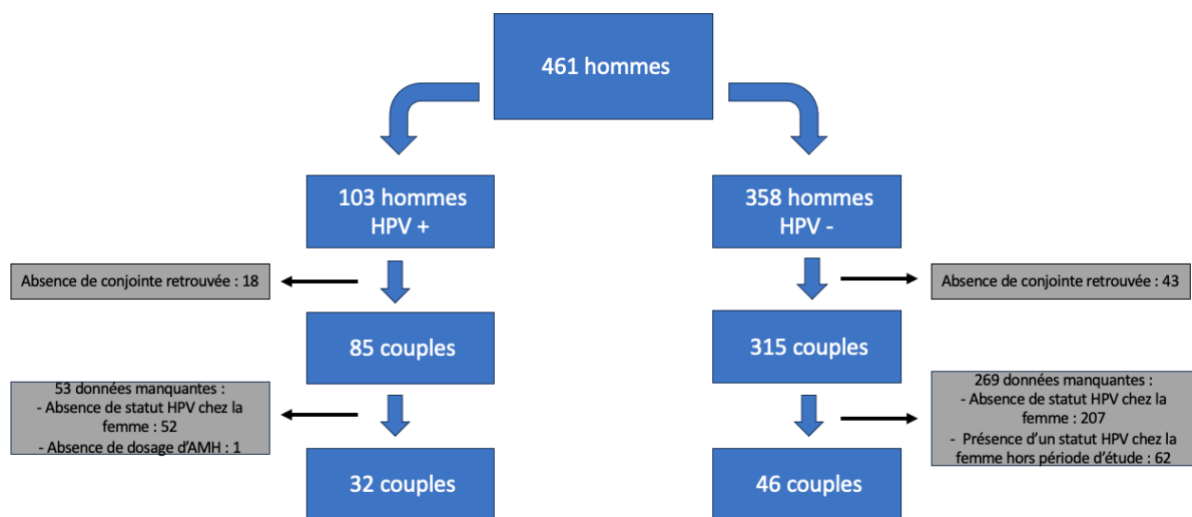 461 hommes
103 hommes
HPV +
358 hommes
HPV -
Absence de conjointe retrouvée : 18
Absence de conjointe retrouvée : 43
85 couples
315 couples
53 données manquantes :
- Absence de statut HPV chez la
femme : 52
- Absence de dosage d'AMH : 1
269 données manquantes :
- Absence de statut HPV chez la
femme : 207
- Présence d'un statut HPV chez la
femme hors période d'étude : 62
32 couples
46 couples